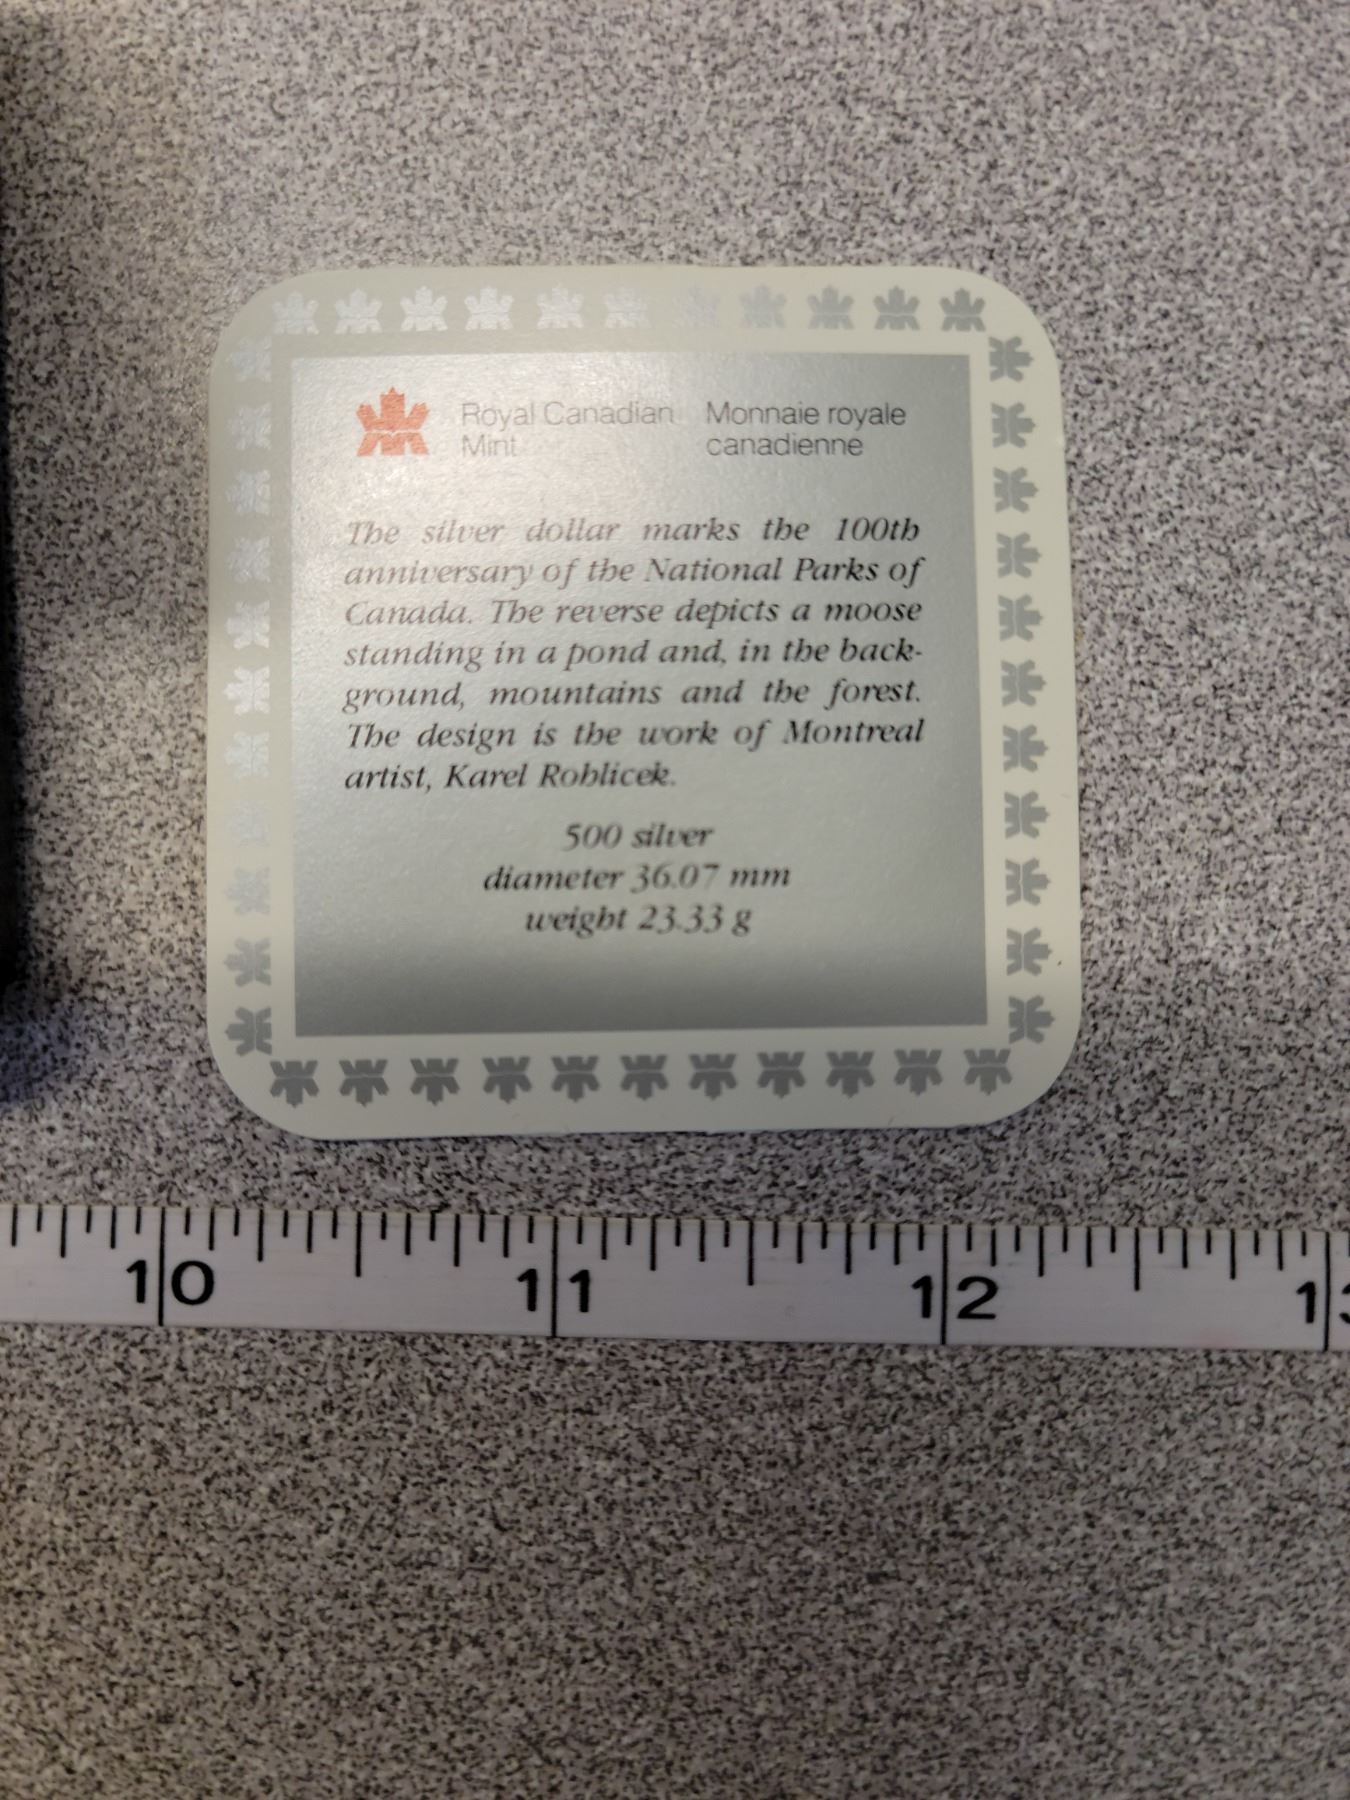 Royal Canadian Monnaie royale
Mint canadienne
The silver dollar marks the 100th
anniversary of the National Parks of
Canada. The reverse depicts a moose
standing in a pond and, in the back-
ground, mountains and the forest.
The design is the work of Montreal
artist, Karel Rohlicek.
500 silver
diameter 36.07 mm
weight 23.33 g
10 11 12